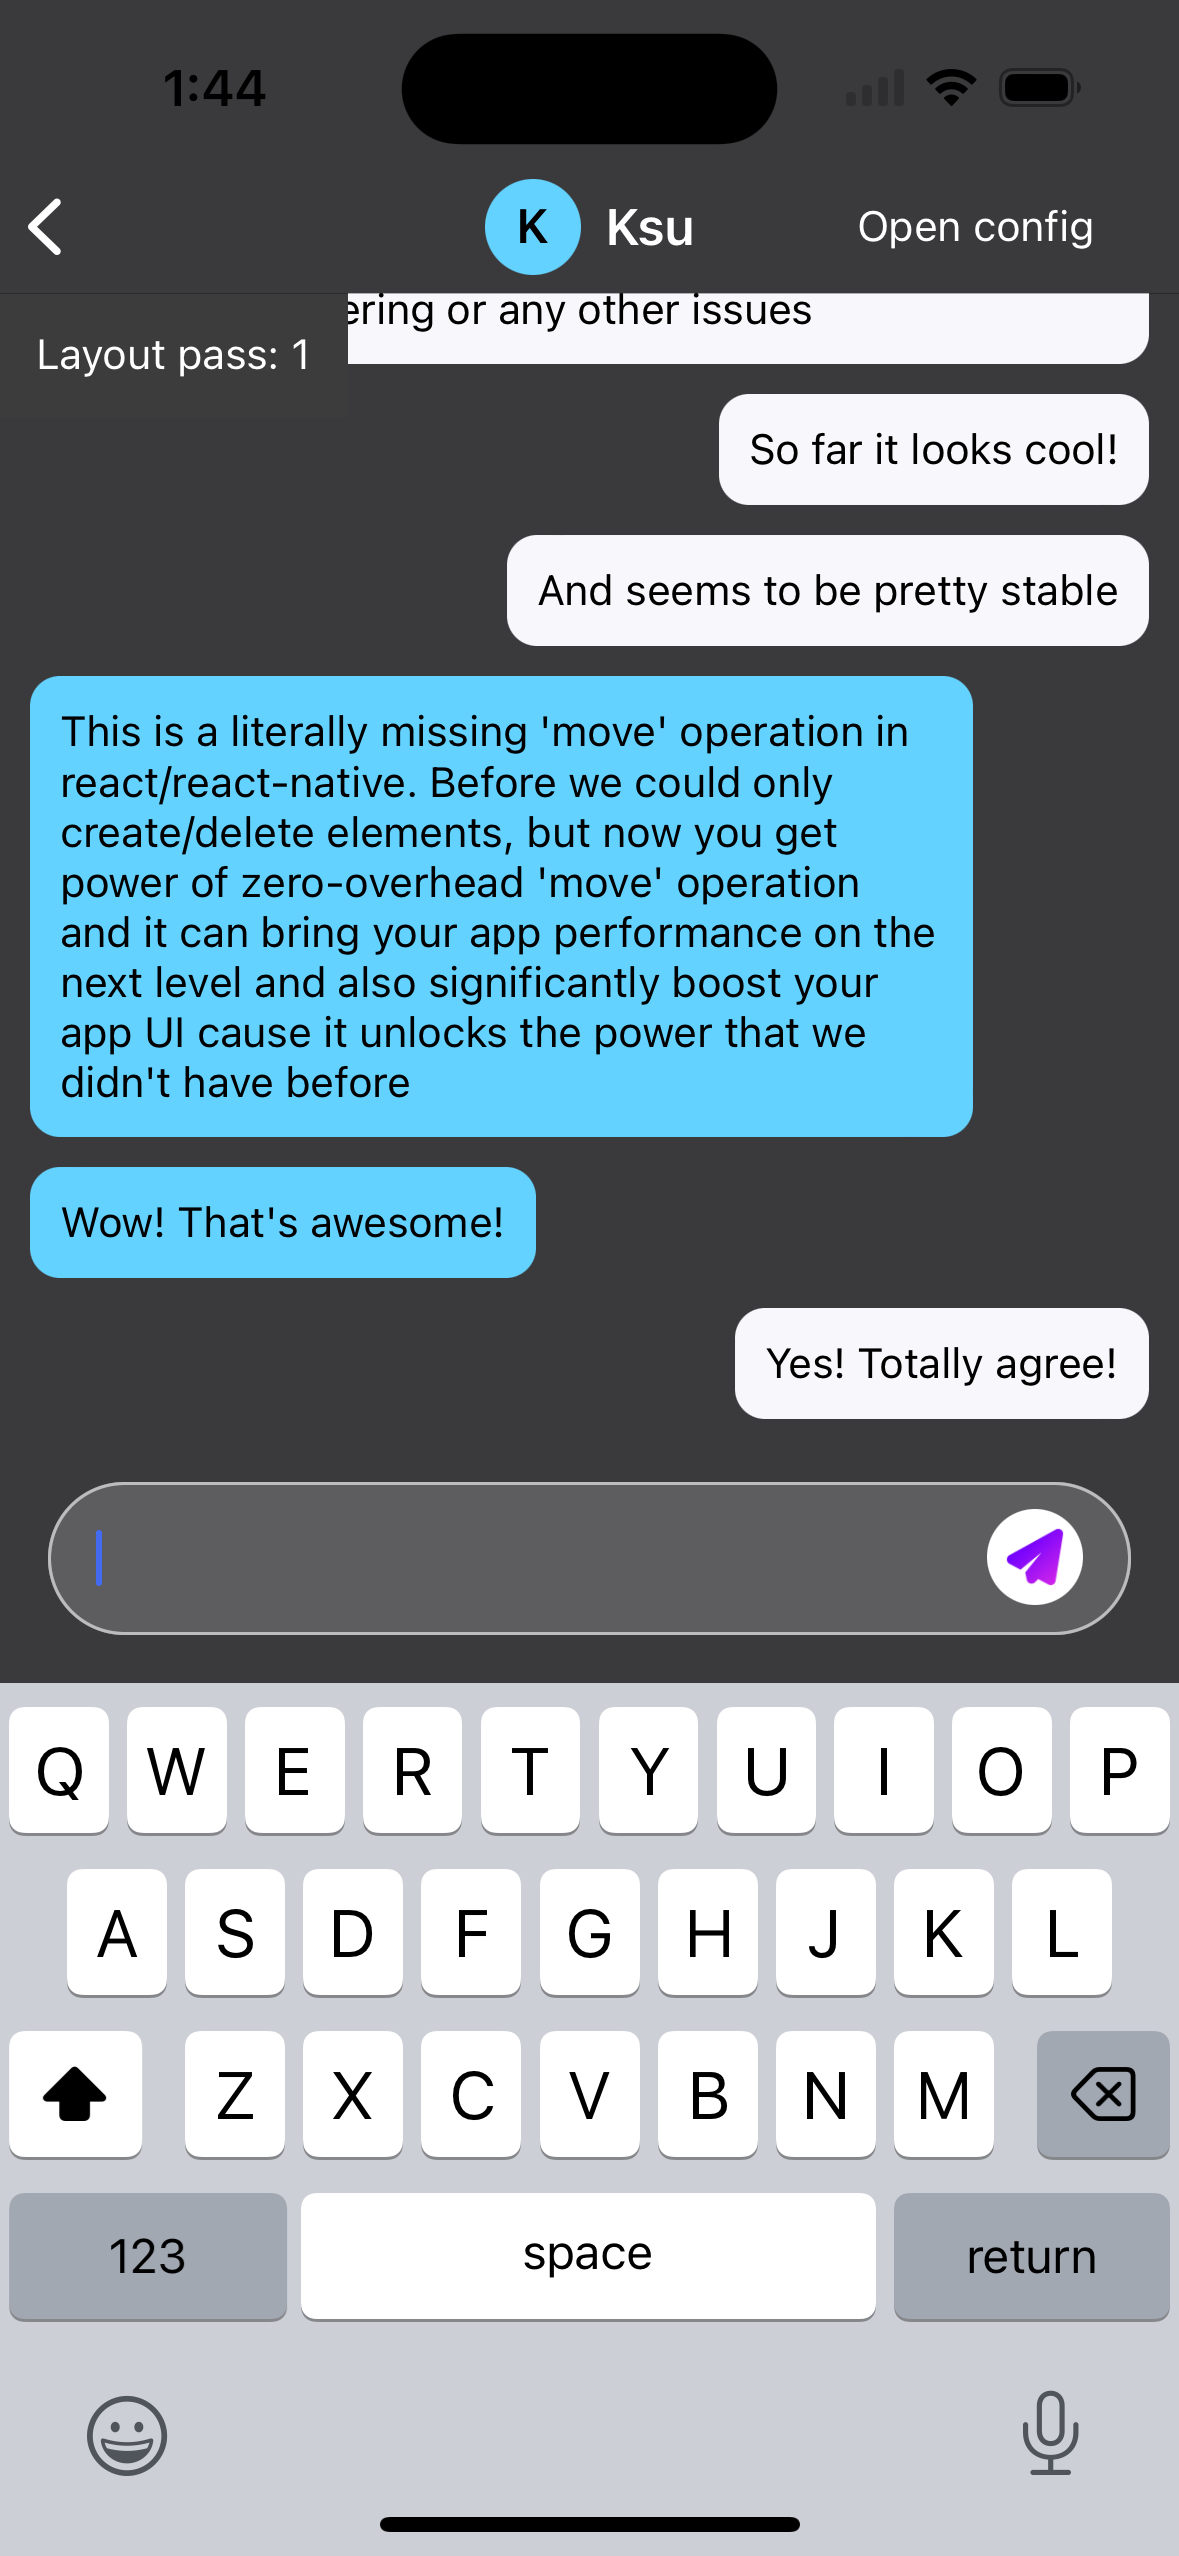 1:44
K
Ksu
Open config
ering or any other issues
Layout pass: 1
So far it looks cool!
And seems to be pretty stable
This is a literally missing 'move' operation in
react/react-native. Before we could only
create/delete elements, but now you get
power of zero-overhead 'move' operation
and it can bring your app performance on the
next level and also significantly boost your
app UI cause it unlocks the power that we
didn't have before
Wow! That's awesome!
Yes! Totally agree!
Q W E R T Y U I O P
A S D F G H J K L
Z X C V B N M
123 space return